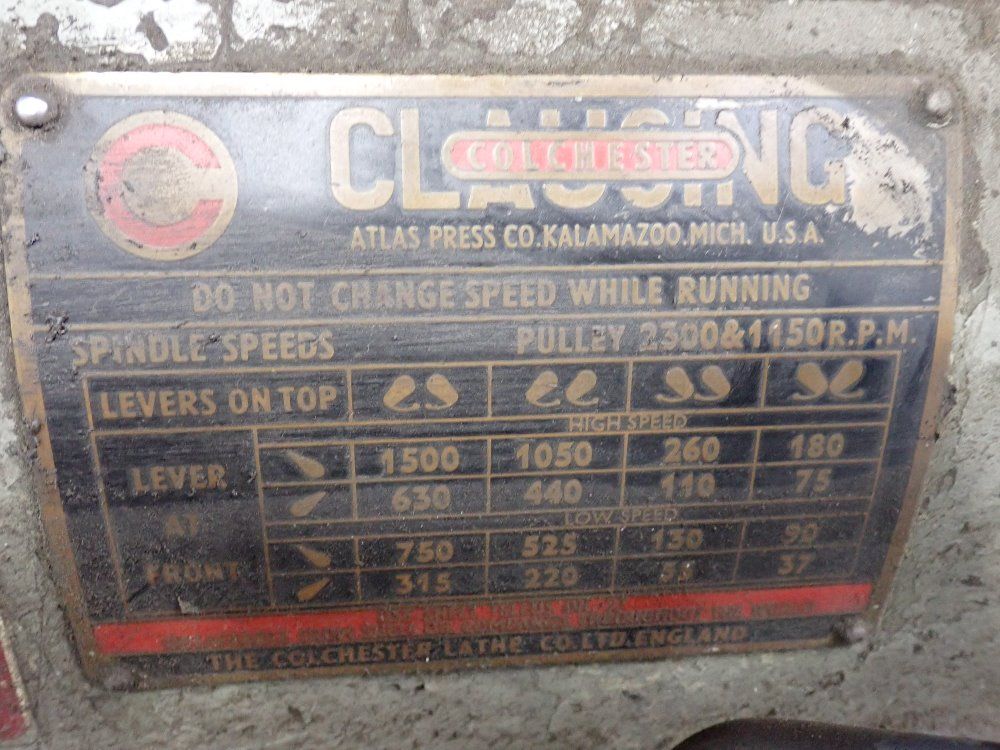 CLAUSING
COLCHESTER
ATLAS PRESS CO. KALAMAZOO. MICH. U.S.A.
DO NOT CHANGE SPEED WHILE RUNNING
SPINDLE SPEEDS PULLEY 2300&1150 R.P.M.
LEVERS ON TOP
HIGH SPEED
LEVER 1500 1050 260 180
630 440 110 75
AT LOW SPEED
750 525 130 90
FRONT 315 220 55 37
THE COLCHESTER LATHE CO. LTD. ENGLAND